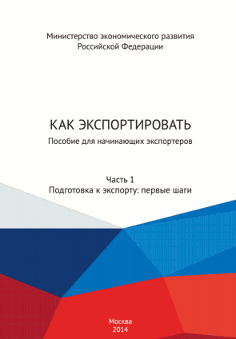 Министерство экономического развития
Российской Федерации
КАК ЭКСПОРТИРОВАТЬ
Пособие для начинающих экспортеров
Часть 1
Подготовка к экспорту: первые шаги
Москва
2014